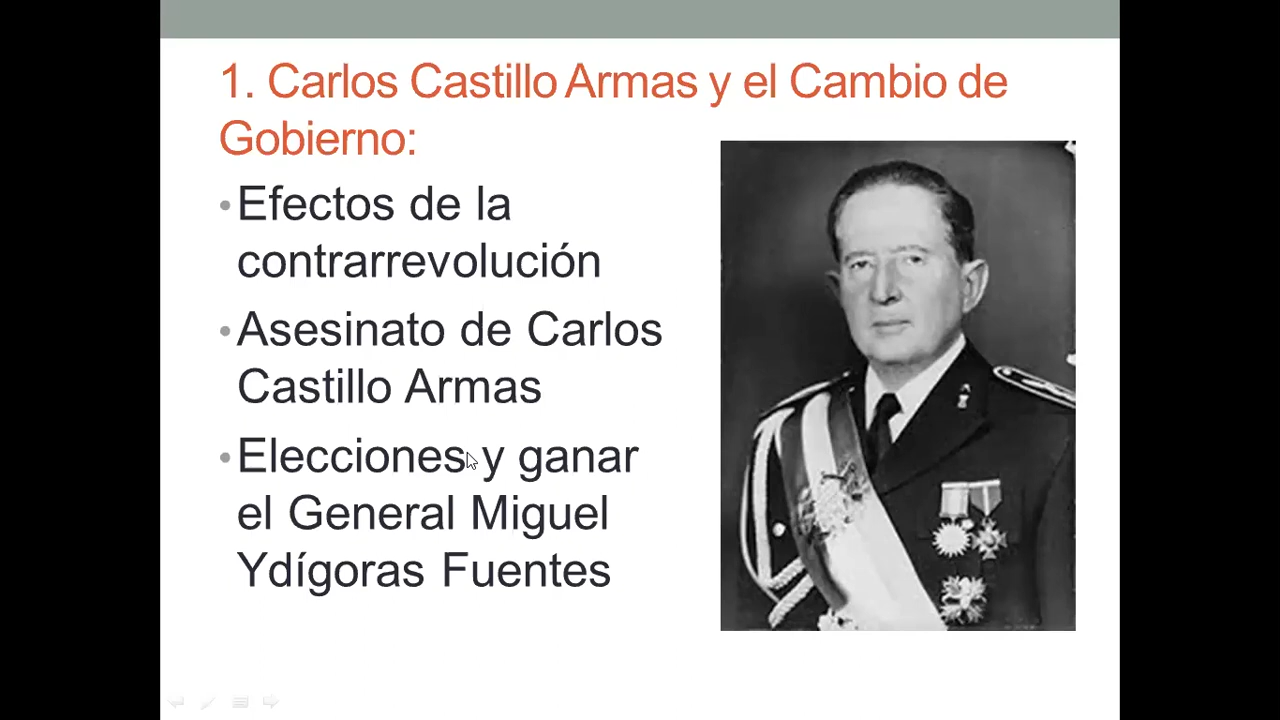 1. Carlos Castillo Armas y el Cambio de
Gobierno:
•Efectos de la
contrarrevolución
•Asesinato de Carlos
Castillo Armas
•Elecciones y ganar
el General Miguel
Ydígoras Fuentes